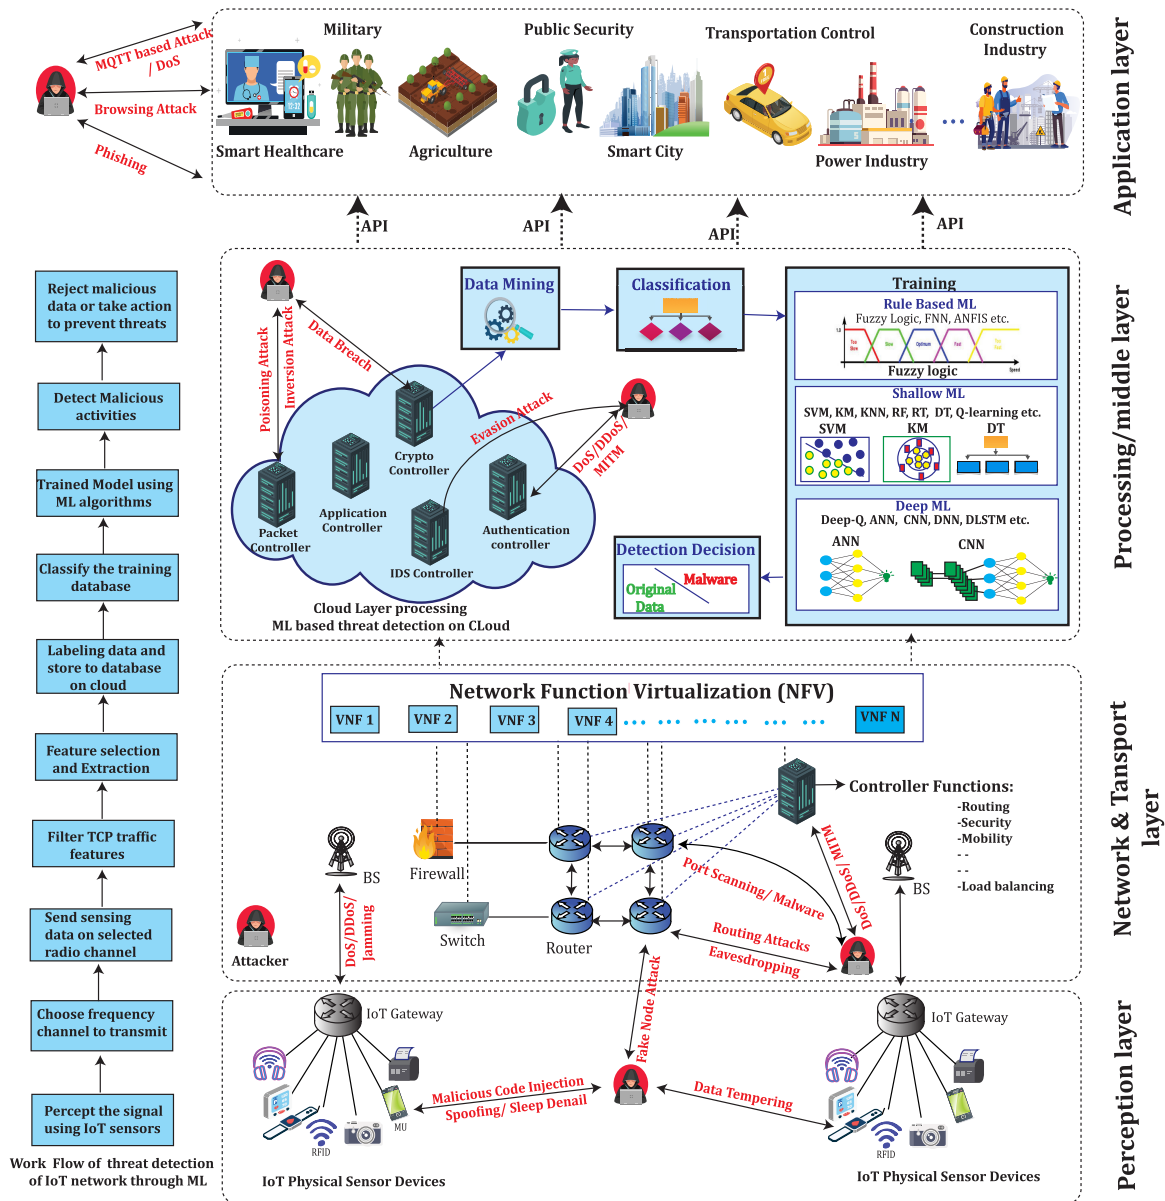 Military
Public Security
Transportation Control
Construction
Industry
MQTT based Attack
/ DoS
Browsing Attack
Phishing
Smart Healthcare
Agriculture
Smart City
Power Industry
Application layer
API
API
API
API
Reject malicious
data or take action
to prevent threats
Detect Malicious
activities
Trained Model using
ML algorithms
Classify the training
database
Labeling data and
store to database
on cloud
Feature selection
and Extraction
Filter TCP traffic
features
Send sensing
data on selected
radio channel
Choose frequency
channel to transmit
Percept the signal
using IoT sensors
Work Flow of threat detection
of IoT network through ML
Poisoning Attack
Inversion Attack
Data Breach
Evasion Attack
DoS/DDoS/
MITM
Crypto
Controller
Application
Controller
Packet
Controller
IDS Controller
Authentication
controller
Cloud Layer processing
ML based threat detection on CLoud
Data Mining
Classification
Training
Rule Based ML
Fuzzy Logic, FNN, ANFIS etc.
1.0
Too
Slow
Slow
Optimum
Fast
Too
Fast
Speed
Fuzzy logic
Shallow ML
SVM, KM, KNN, RF, RT, DT, Q-learning etc.
SVM
KM
DT
Deep ML
Deep-Q, ANN, CNN, DNN, DLSTM etc.
ANN
CNN
Detection Decision
Malware
Original
Data
Processing/middle layer
Network Function Virtualization (NFV)
VNF 1
VNF 2
VNF 3
VNF 4
VNF N
Controller Functions:
-Routing
-Security
-Mobility
- -
- -
-Load balancing
BS
Firewall
Switch
Router
BS
Attacker
DoS/DDoS/
Jamming
Port Scanning/ Malware
DoS/DDoS/ MITM
Routing Attacks
Eavesdropping
Fake Node Attack
Network & Tansport
layer
IoT Gateway
IoT Gateway
MU
RFID
RFID
Malicious Code Injection
Spoofing/ Sleep Denail
Data Tempering
IoT Physical Sensor Devices
IoT Physical Sensor Devices
Perception layer